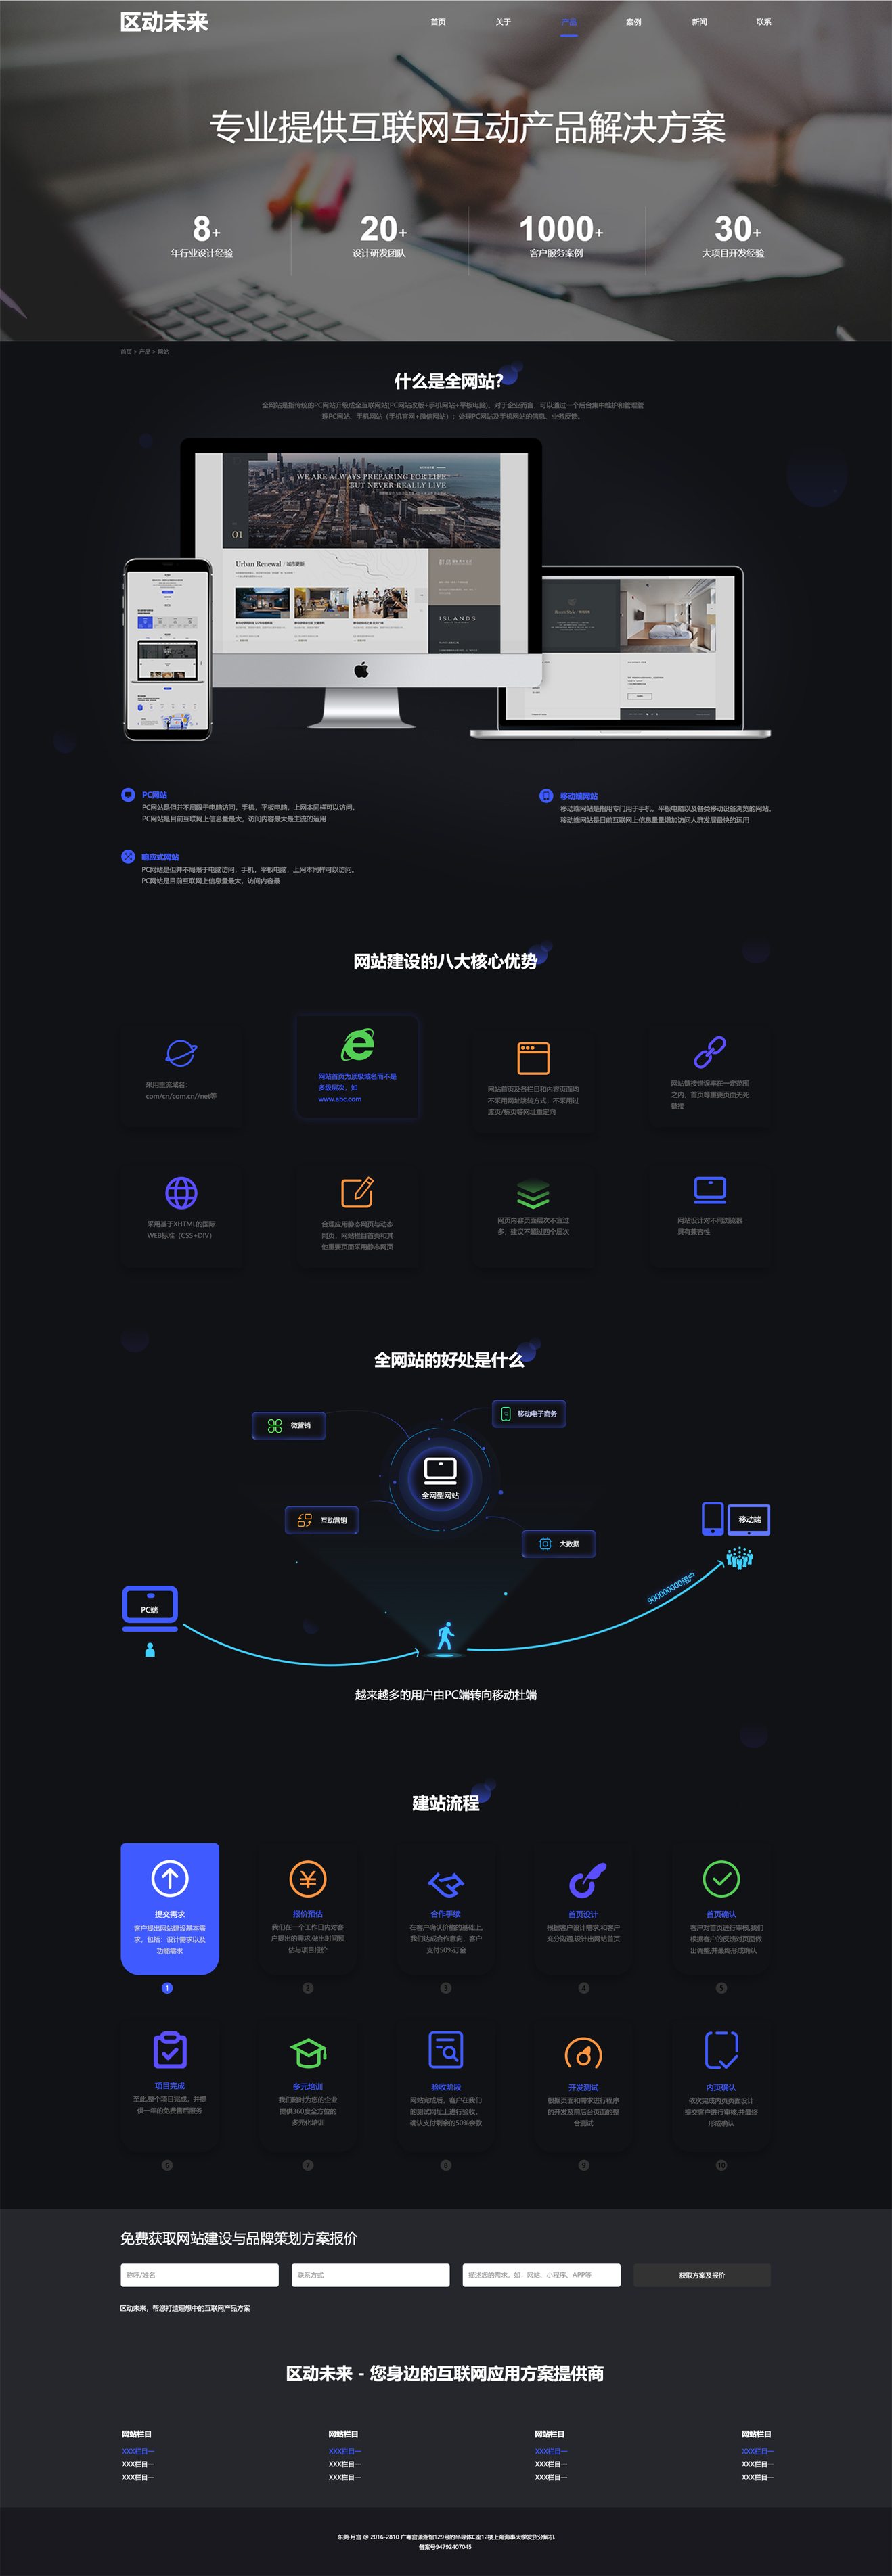 区动未来
首页 关于 产品 案例 新闻 联系
专业提供互联网互动产品解决方案
8+ 20+ 1000+ 30+
年行业设计经验 设计研发团队 客户服务案例 大项目开发经验
首页 > 产品 > 网站
什么是全网站?
全网站是指传统的PC网站升级成全互联网站(PC网站改版+手机网站+平板电脑)。对于企业而言，可以通过一个后台集中维护和管理管
理PC网站、手机网站（手机官网+微信网站）；处理PC网站及手机网站的信息、业务反馈。
WE ARE ALWAYS PREPARING FOR LIFE
BUT NEVER REALLY LIVE
01
Urban Renewal / 城市更新
ISLANDS
PC网站
PC网站是但并不局限于电脑访问，手机，平板电脑，上网本同样可以访问。
PC网站是目前互联网上信息量最大，访问内容最大最主流的运用
移动端网站
移动端网站是指用专门用于手机，平板电脑以及各类移动设备浏览的网站。
移动端网站是目前互联网上信息量量增加访问人群发展最快的运用
响应式网站
PC网站是但并不局限于电脑访问，手机，平板电脑，上网本同样可以访问。
PC网站是目前互联网上信息量最大，访问内容最
网站建设的八大核心优势
采用主流域名：
com/cn/com.cn//net等
网站首页为顶级域名而不是
多级层次，如
www.abc.com
网站首页及各栏目和内容页面均
不采用网址跳转方式，不采用过
渡页/桥页等网址重定向
网站链接错误率在一定范围
之内，首页等重要页面无死
链接
采用基于XHTML的国际
WEB标准（CSS+DIV）
合理应用静态网页与动态
网页，网站栏目首页和其
他重要页面采用静态网页
网页内容页面层次不宜过
多，建议不超过四个层次
网站设计对不同浏览器
具有兼容性
全网站的好处是什么
微营销
移动电子商务
全网型网站
互动营销
大数据
移动端
PC端
900000000用户
越来越多的用户由PC端转向移动杜端
建站流程
提交需求
客户提出网站建设基本需
求，包括：设计需求以及
功能需求
1
报价预估
我们在一个工作日内对客
户提出的需求,做出时间预
估与项目报价
2
合作手续
在客户确认价格的基础上,
我们达成合作意向，客户
支付50%订金
3
首页设计
根据客户设计需求,和客户
充分沟通,设计出网站首页
4
首页确认
客户对首页进行审核,我们
根据客户的反馈对页面做
出调整,并最终形成确认
5
项目完成
至此,整个项目完成，并提
供一年的免费售后服务
6
多元培训
我们随时为您的企业
提供360度全方位的
多元化培训
7
验收阶段
网站完成后，客户在我们
的测试网址上进行验收，
确认支付剩余的50%余款
8
开发测试
根据页面和需求进行程序
的开发及前后台页面的整
合测试
9
内页确认
依次完成内页页面设计
提交客户进行审核,并最终
形成确认
10
免费获取网站建设与品牌策划方案报价
称呼/姓名 联系方式 描述您的需求，如：网站、小程序、APP等 获取方案及报价
区动未来，帮您打造理想中的互联网产品方案
区动未来 - 您身边的互联网应用方案提供商
网站栏目 网站栏目 网站栏目 网站栏目
XXX栏目一 XXX栏目一 XXX栏目一 XXX栏目一
XXX栏目一 XXX栏目一 XXX栏目一 XXX栏目一
XXX栏目一 XXX栏目一 XXX栏目一 XXX栏目一
东莞·月宫 @ 2016-2810 广寒宫潇湘馆129号的半导体C座12楼上海海事大学发货分解机
备案号94792407045